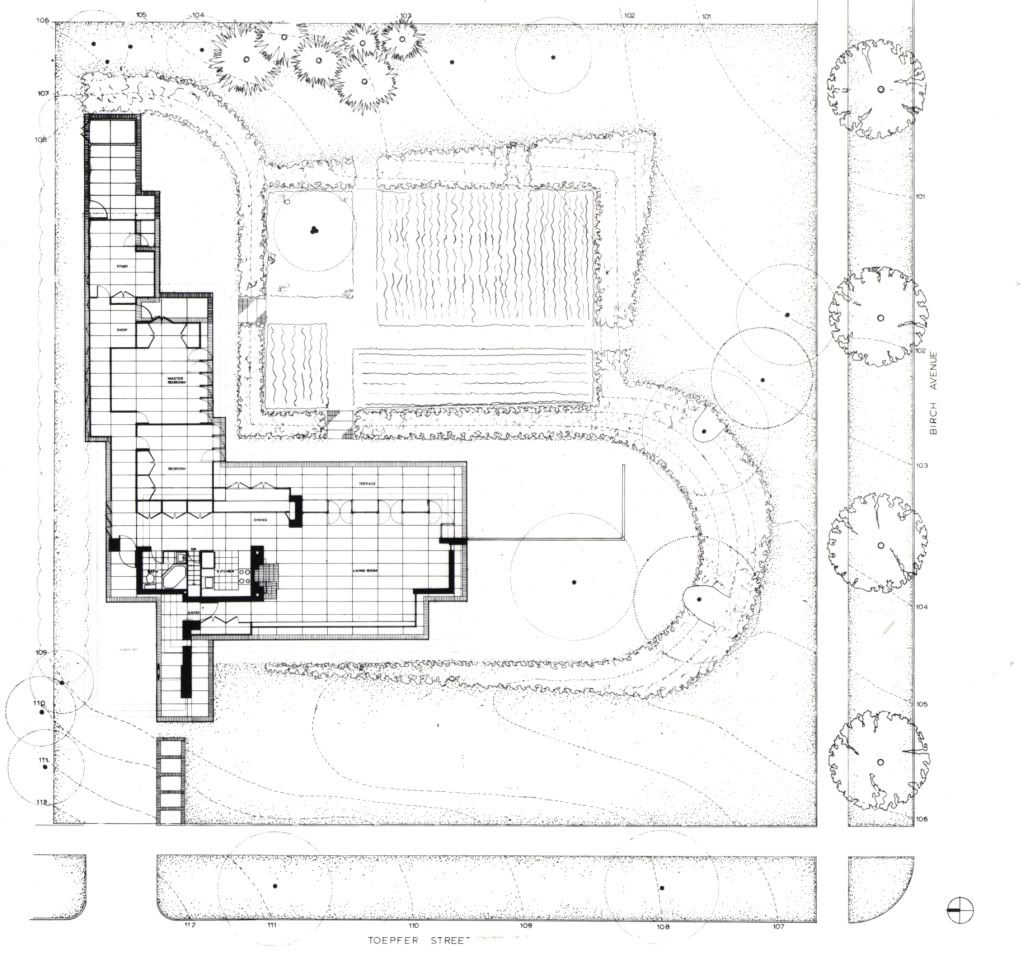 106
105
104
103
102
101
107
108
101
STUDY
SHOP
102
BIRCH AVENUE
MASTER
BEDROOM
BEDROOM
103
TERRACE
DINING
BATH
KITCHEN
LIVING ROOM
104
ENTRY
109
CARPORT
110
105
111
112
106
112
111
110
109
108
107
TOEPFER STREET